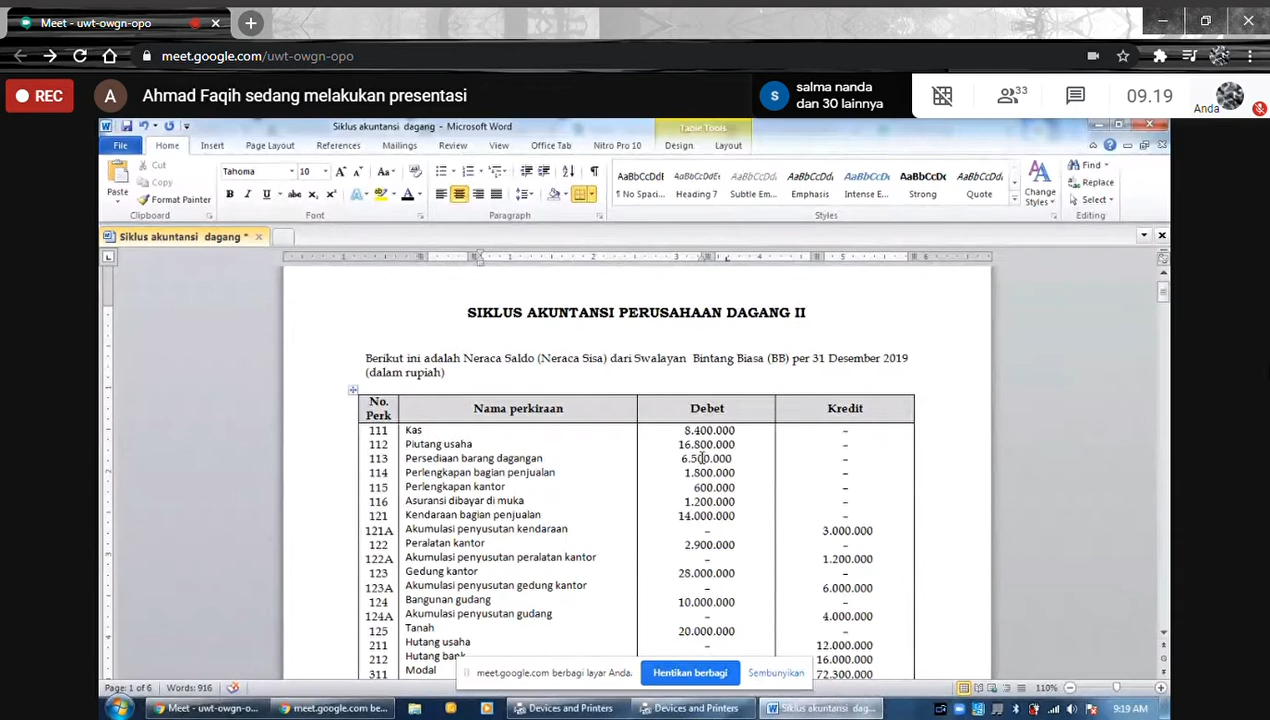 Meet - uwt-owgn-opo
meet.google.com/uwt-owgn-opo
REC
A
Ahmad Faqih sedang melakukan presentasi
S
salma nanda
dan 30 lainnya
33
09.19
Anda
Siklus akuntansi dagang - Microsoft Word
Table Tools
File Home Insert Page Layout References Mailings Review View Office Tab Nitro Pro 10 Design Layout
Paste
Cut
Copy
Format Painter
Clipboard
Tahoma 10
Font
Paragraph
AaBbCcDc AaBbCcDdEe AaBbCcDc AaBbCcDc AaBbCcDc AaBbCcDc AaBbCcDc
¶ No Spaci... Heading 7 Subtle Em... Emphasis Intense E... Strong Quote
Styles
Change
Styles
Find
Replace
Select
Editing
Siklus akuntansi dagang *
SIKLUS AKUNTANSI PERUSAHAAN DAGANG II
Berikut ini adalah Neraca Saldo (Neraca Sisa) dari Swalayan Bintang Biasa (BB) per 31 Desember 2019
(dalam rupiah)
No. Perk Nama perkiraan Debet Kredit
111 Kas 8.400.000 –
112 Piutang usaha 16.800.000 –
113 Persediaan barang dagangan 6.500.000 –
114 Perlengkapan bagian penjualan 1.800.000 –
115 Perlengkapan kantor 600.000 –
116 Asuransi dibayar di muka 1.200.000 –
121 Kendaraan bagian penjualan 14.000.000 –
121A Akumulasi penyusutan kendaraan – 3.000.000
122 Peralatan kantor 2.900.000 –
122A Akumulasi penyusutan peralatan kantor – 1.200.000
123 Gedung kantor 28.000.000 –
123A Akumulasi penyusutan gedung kantor – 6.000.000
124 Bangunan gudang 10.000.000 –
124A Akumulasi penyusutan gudang – 4.000.000
125 Tanah 20.000.000 –
211 Hutang usaha – 12.000.000
212 Hutang bank 16.000.000
311 Modal 72.300.000
meet.google.com berbagi layar Anda.
Hentikan berbagi
Sembunyikan
Page: 1 of 6 Words: 916
110%
Meet - uwt-owgn-o...
meet.google.com be...
Devices and Printers
Devices and Printers
Siklus akuntansi dag...
9:19 AM